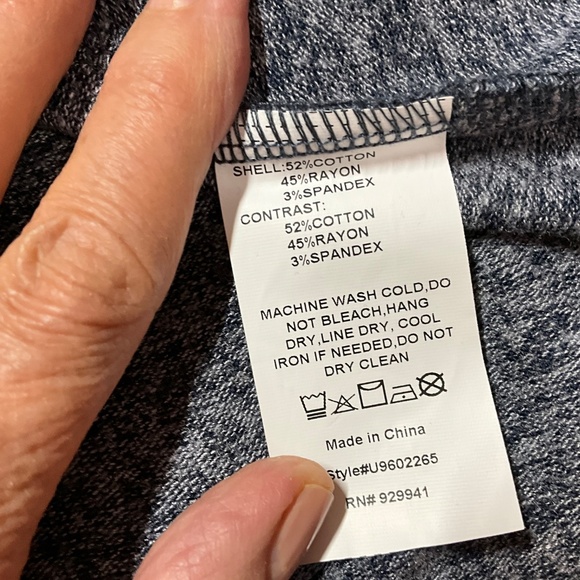 SHELL:52%COTTON
45%RAYON
3%SPANDEX
CONTRAST:
52%COTTON
45%RAYON
3%SPANDEX
MACHINE WASH COLD,DO
NOT BLEACH,HANG
DRY,LINE DRY, COOL
IRON IF NEEDED,DO NOT
DRY CLEAN
Made in China
Style#U9602265
RN# 929941